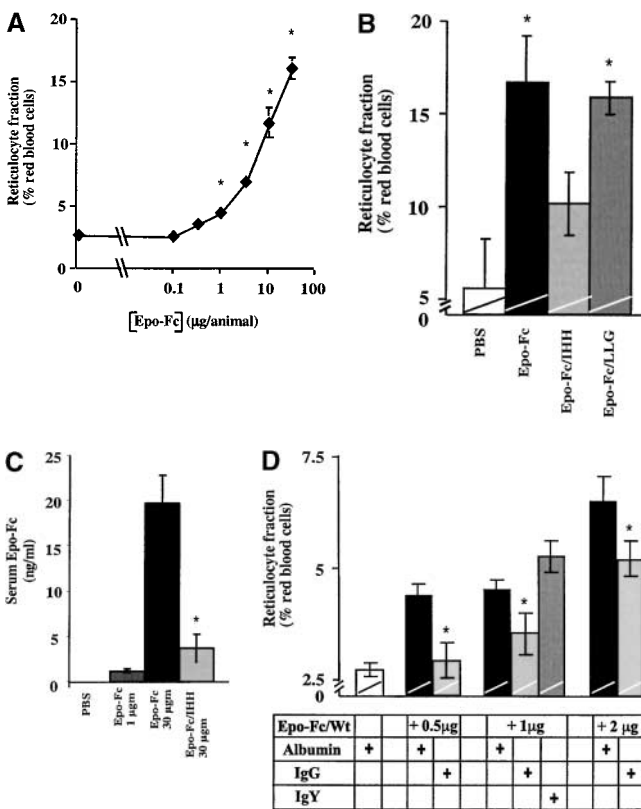 A
Reticulocyte fraction
(% red blood cells)
20
15
10
5
0
*
*
*
*
0
0.1
1
10
100
[Epo-Fc] (μg/animal)
B
Reticulocyte fraction
(% red blood cells)
20
15
10
5
0
*
*
PBS
Epo-Fc
Epo-Fc/IHH
Epo-Fc/LLG
C
Serum Epo-Fc
(ng/ml)
25
20
15
10
5
0
*
PBS
Epo-Fc
1 μgm
Epo-Fc
30 μgm
Epo-Fc/IHH
30 μgm
D
Reticulocyte fraction
(% red blood cells)
7.5
5
2.5
0
*
*
*
Epo-Fc/Wt + 0.5μg + 1μg + 2 μg
Albumin + + + +
IgG + + +
IgY +